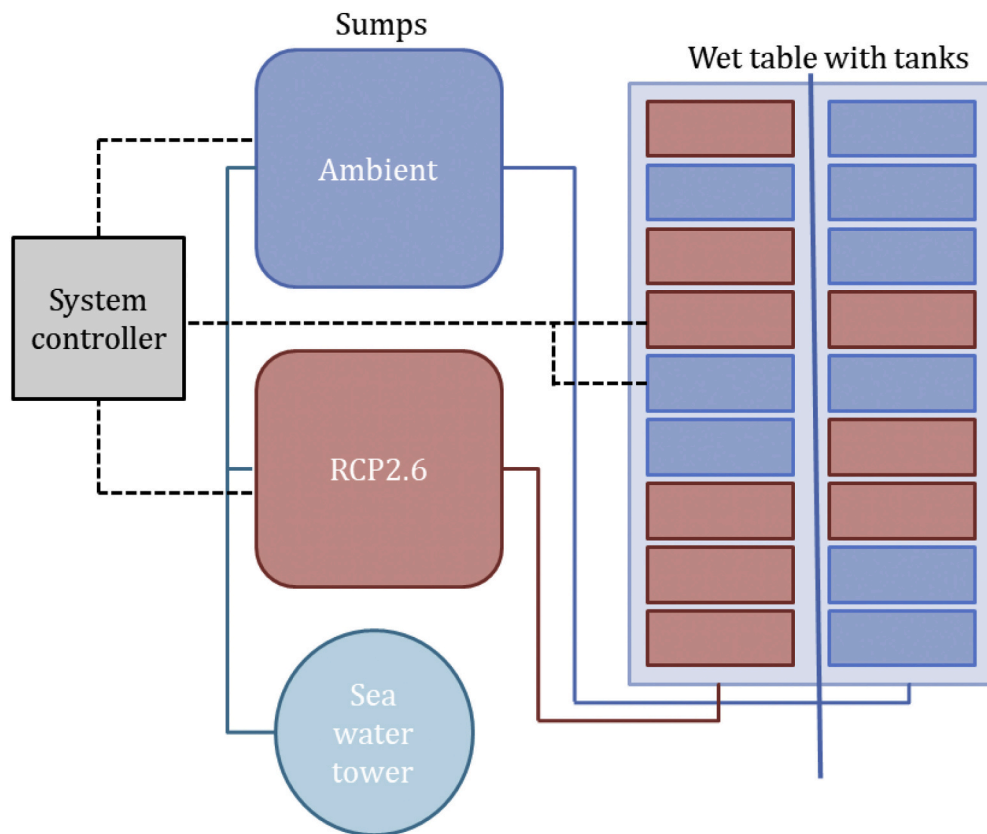 Sumps
Wet table with tanks
Ambient
System
controller
RCP2.6
Sea
water
tower